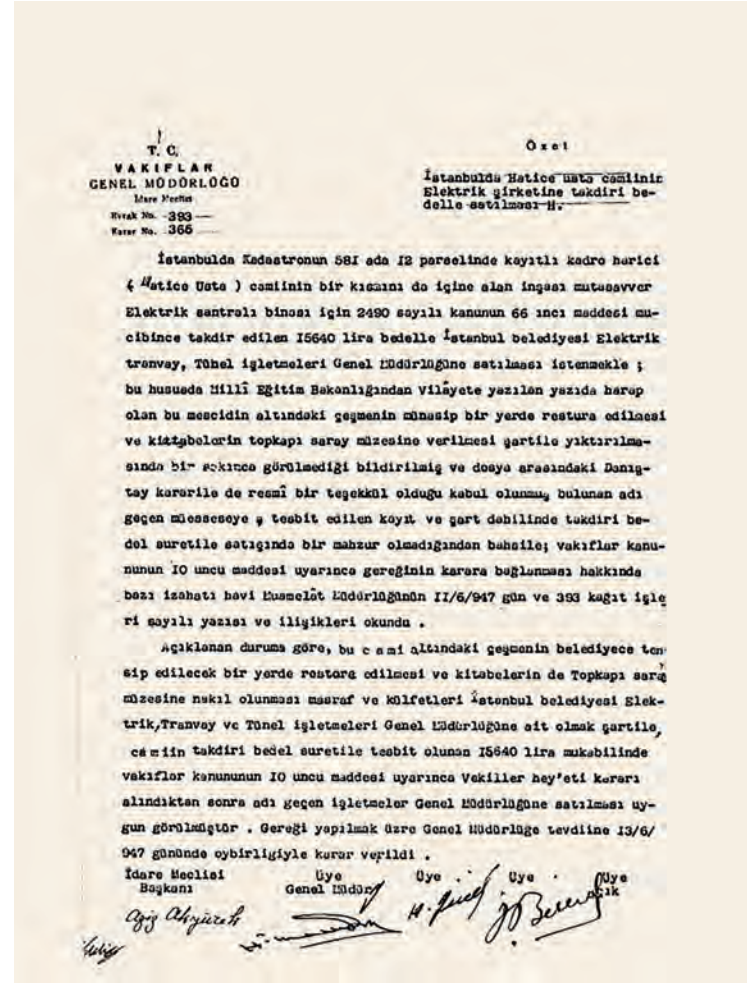 T. C.
VAKIFLAR
GENEL MÜDÜRLÜĞÜ
İdare Meclisi
Evrak No. 393
Karar No. 366
Özet
İstanbulda Hatice usta camiinin
Elektrik şirketine takdiri be-
delle satılması H.
İstanbulda Kadastronun 581 ada 12 parselinde kayıtlı kadro harici
( Hatice Usta ) camiinin bir kısmını da içine alan inşası mutasavver
Elektrik santralı binası için 2490 sayılı kanunun 66 ıncı maddesi mu-
cibince takdir edilen 15640 lira bedelle İstanbul belediyesi Elektrik
tranvay, Tünel işletmeleri Genel Müdürlüğüne satılması istenmekle ;
bu hususda Millî Eğitim Bakanlığından Vilâyete yazılan yazıda harap
olan bu mescidin altındaki çeşmenin münasip bir yerde restura edilmesi
ve kitabelerin topkapı saray müzesine verilmesi şartile yıktırılma-
sında bir sakınca görülmediği bildirilmiş ve dosya arasındaki Danış-
tay kararile de resmî bir teşekkül olduğu kabul olunmuş bulunan adı
geçen müesseseye ş tesbit edilen kayıt ve şart dahilinde takdiri be-
del suretile satışında bir mahzur olmadığından bahsile; vakıflar kanu-
nunun 10 uncu maddesi uyarınca gereğinin karara bağlanması hakkında
bazı izahatı havi Muamelât Müdürlüğünün 11/6/947 gün ve 393 kağıt işle
ri sayılı yazısı ve ilişikleri okundu .
Açıklanan duruma göre, bu cami altındaki çeşmenin belediyece ten
sip edilecek bir yerde restore edilmesi ve kitabelerin de Topkapı saray
müzesine nakil olunması masraf ve külfetleri İstanbul belediyesi Elek-
trik,Tranvay ve Tünel işletmeleri Genel Müdürlüğüne ait olmak şartile,
camiin takdiri bedel suretile tesbit olunan 15640 lira mukabilinde
vakıflar kanununun 10 uncu maddesi uyarınca Vekiller hey'eti kararı
alındıktan sonra adı geçen işletmeler Genel Müdürlüğüne satılması uy-
gun görülmüştür . Gereği yapılmak üzre Genel Müdürlüğe tevdiine 13/6/
947 gününde oybirliğiyle karar verildi .
İdare Meclisi Üye Üye Üye Üye
Başkanı Genel Müdür açık
Aziz Akyürek